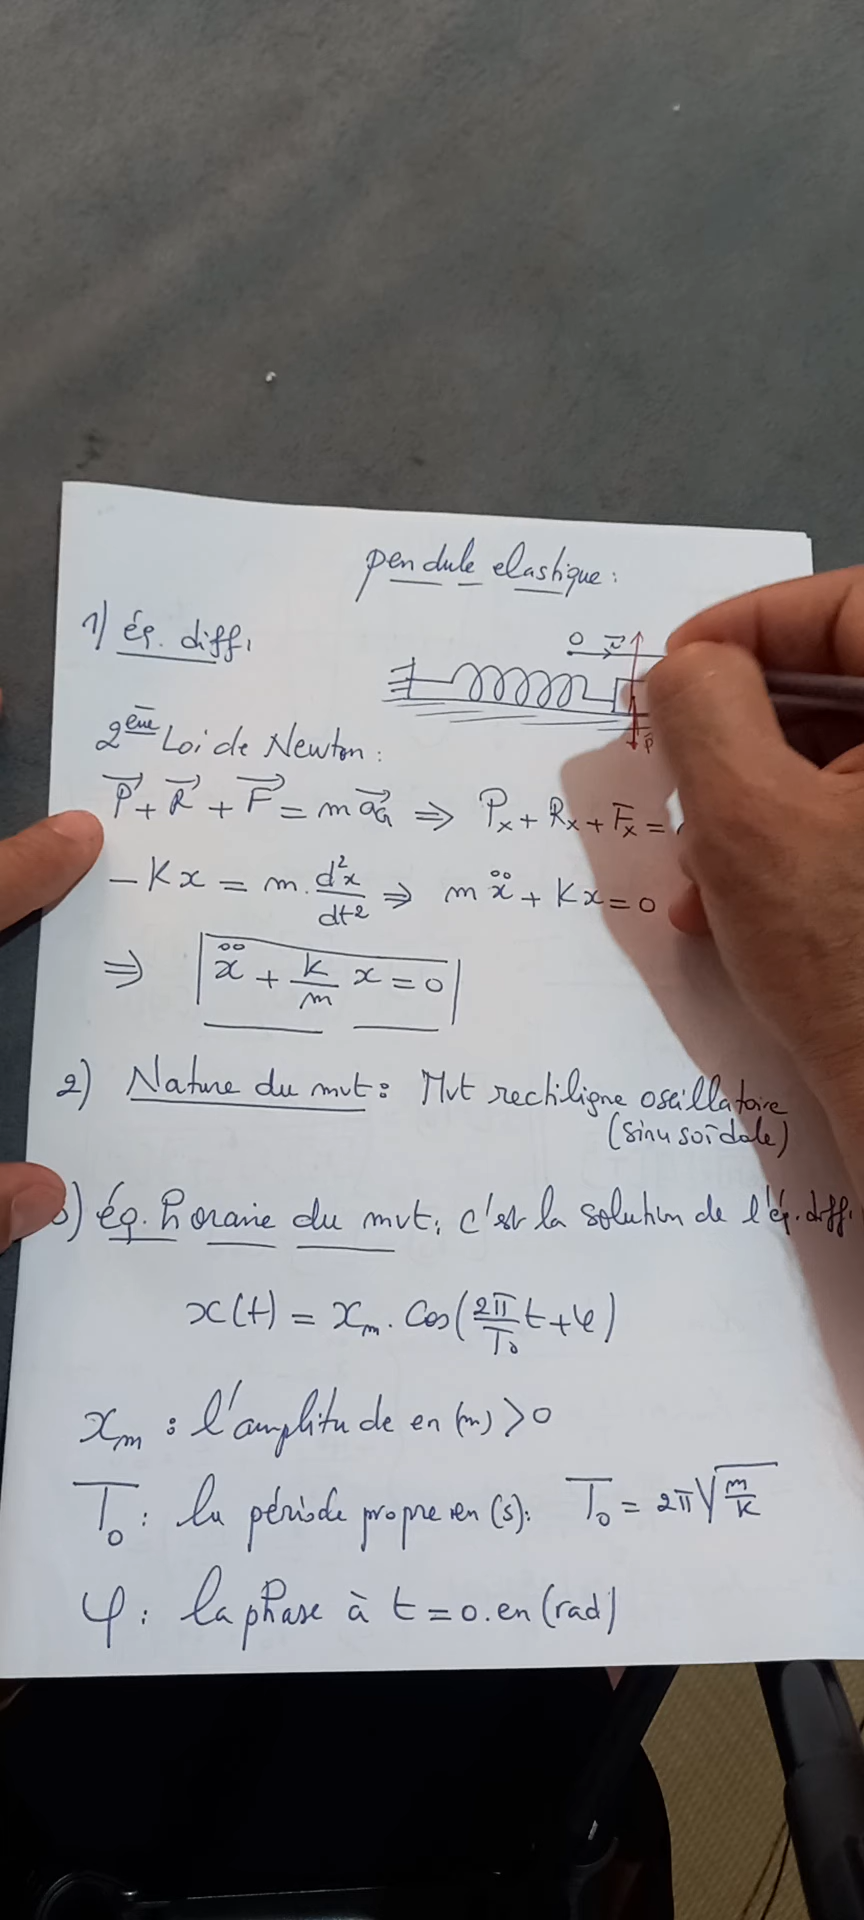 pendule elastique :
1) éq. diff.
O i
P
2ème Loi de Newton :
P + R + F = m aG ⇒ Px + Rx + Fx =
- Kx = m. d²x/dt² ⇒ m ẍ + Kx = 0
⇒ ẍ + k/m x = 0
2) Nature du mvt : Mvt rectiligne oscillatoire
(sinusoïdale)
3) éq. horaire du mvt. c'est la solution de l'éq. diff.
x(t) = xm. Cos(2π/T0 t + φ)
xm : l'amplitude en (m) > 0
T0 : la période propre en (s). T0 = 2π√m/K
φ : la phase à t = 0. en (rad)